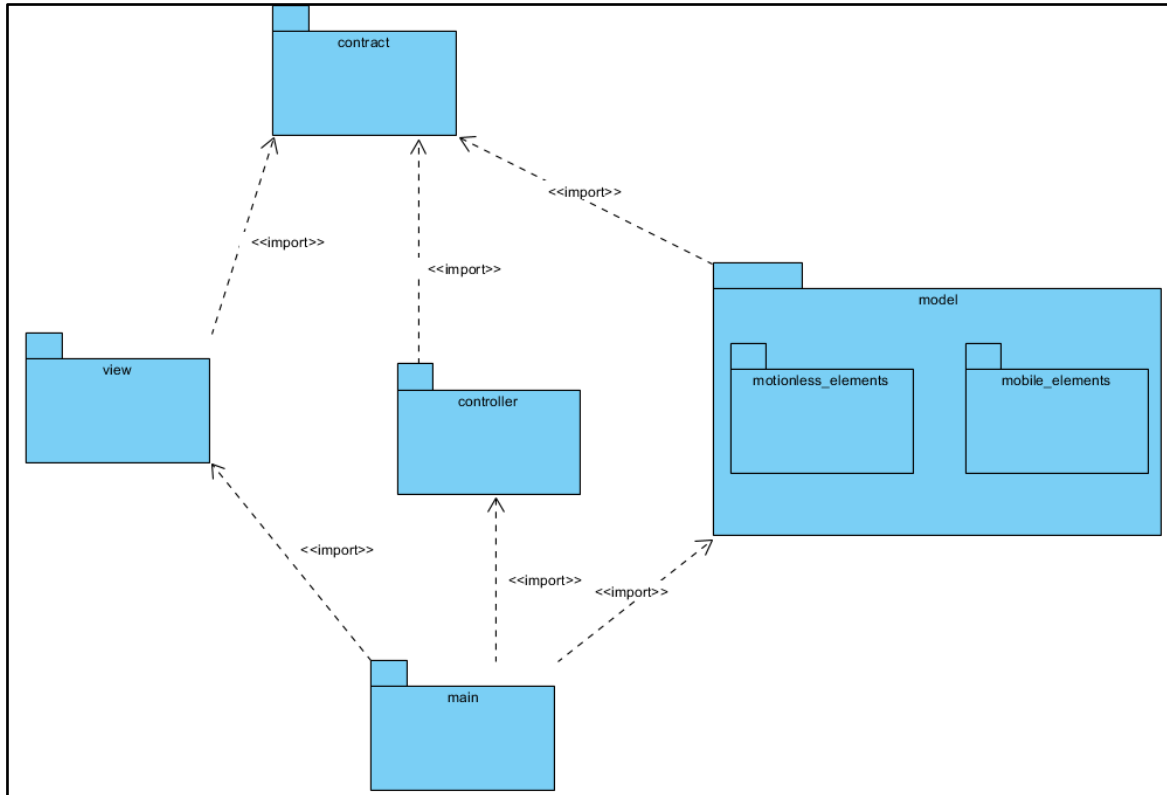 contract
<<import>>
<<import>>
<<import>>
model
view
motionless_elements
mobile_elements
controller
<<import>>
<<import>>
<<import>>
main